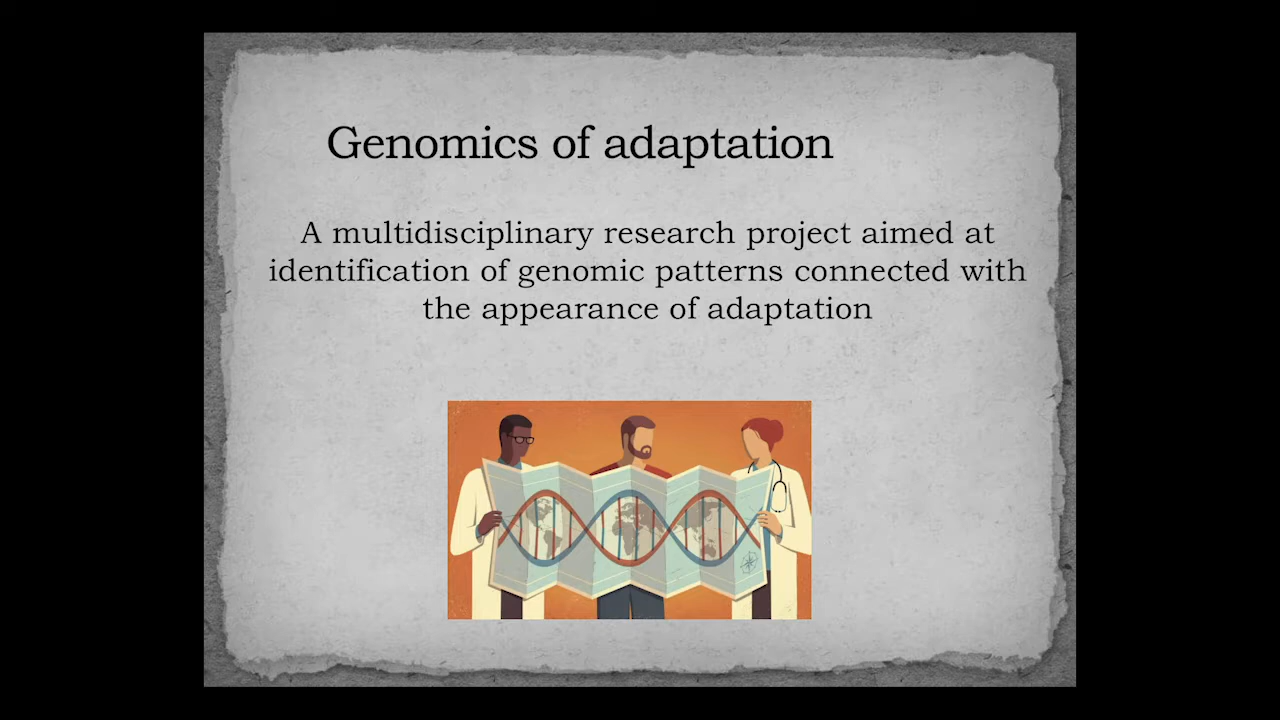 Genomics of adaptation
A multidisciplinary research project aimed at
identification of genomic patterns connected with
the appearance of adaptation